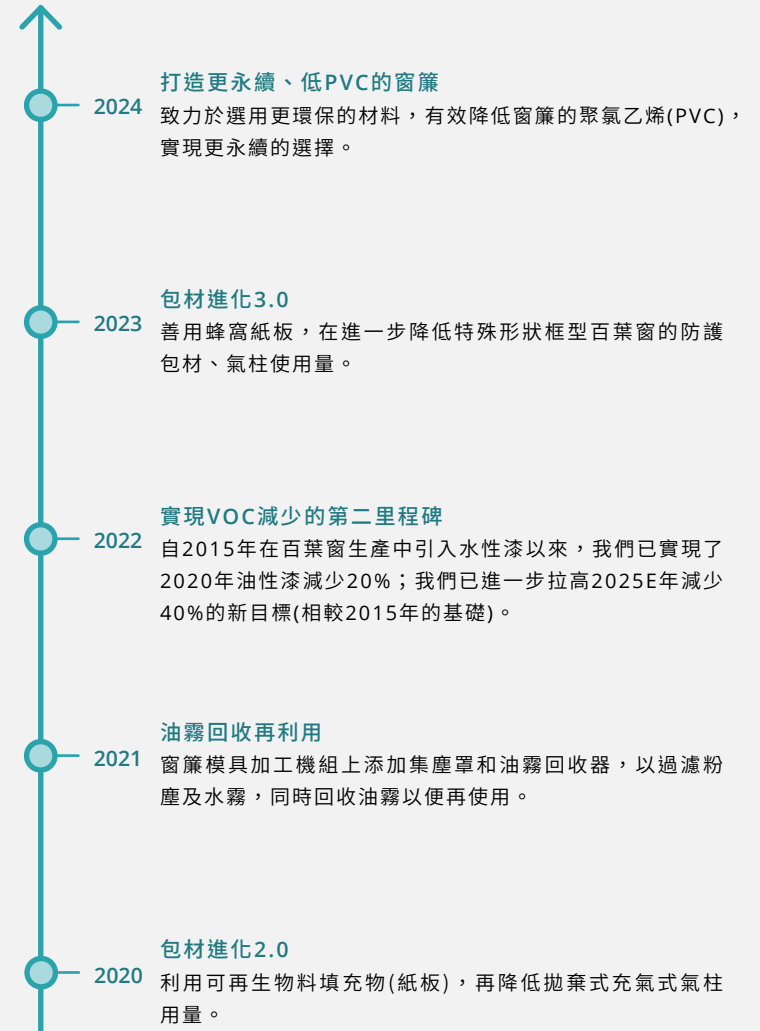 打造更永續、低PVC的窗簾
2024
致力於選用更環保的材料，有效降低窗簾的聚氯乙烯(PVC)，
實現更永續的選擇。
包材進化3.0
2023
善用蜂窩紙板，在進一步降低特殊形狀框型百葉窗的防護
包材、氣柱使用量。
實現VOC減少的第二里程碑
2022
自2015年在百葉窗生產中引入水性漆以來，我們已實現了
2020年油性漆減少20%；我們已進一步拉高2025E年減少
40%的新目標(相較2015年的基礎)。
油霧回收再利用
2021
窗簾模具加工機組上添加集塵罩和油霧回收器，以過濾粉
塵及水霧，同時回收油霧以便再使用。
包材進化2.0
2020
利用可再生物料填充物(紙板)，再降低拋棄式充氣式氣柱
用量。